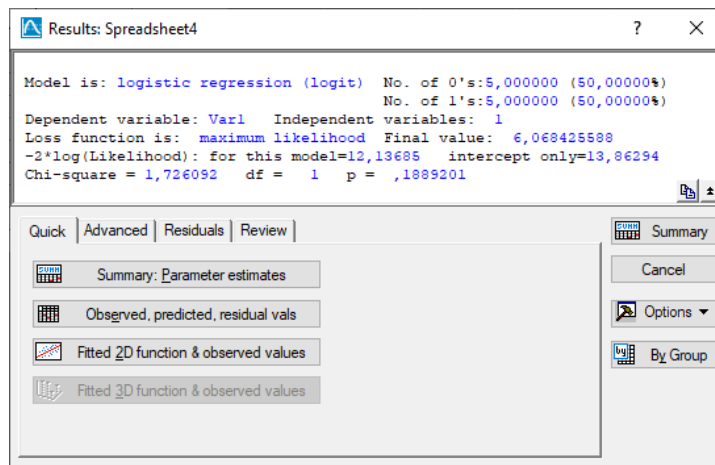 Results: Spreadsheet4
Model is: logistic regression (logit) No. of 0's:5,000000 (50,00000%)
No. of 1's:5,000000 (50,00000%)
Dependent variable: Var1 Independent variables: 1
Loss function is: maximum likelihood Final value: 6,068425588
-2*log(Likelihood): for this model=12,13685 intercept only=13,86294
Chi-square = 1,726092 df = 1 p = ,1889201
Quick Advanced Residuals Review
Summary: Parameter estimates
Observed, predicted, residual vals
Fitted 2D function & observed values
Fitted 3D function & observed values
Summary
Cancel
Options
By Group